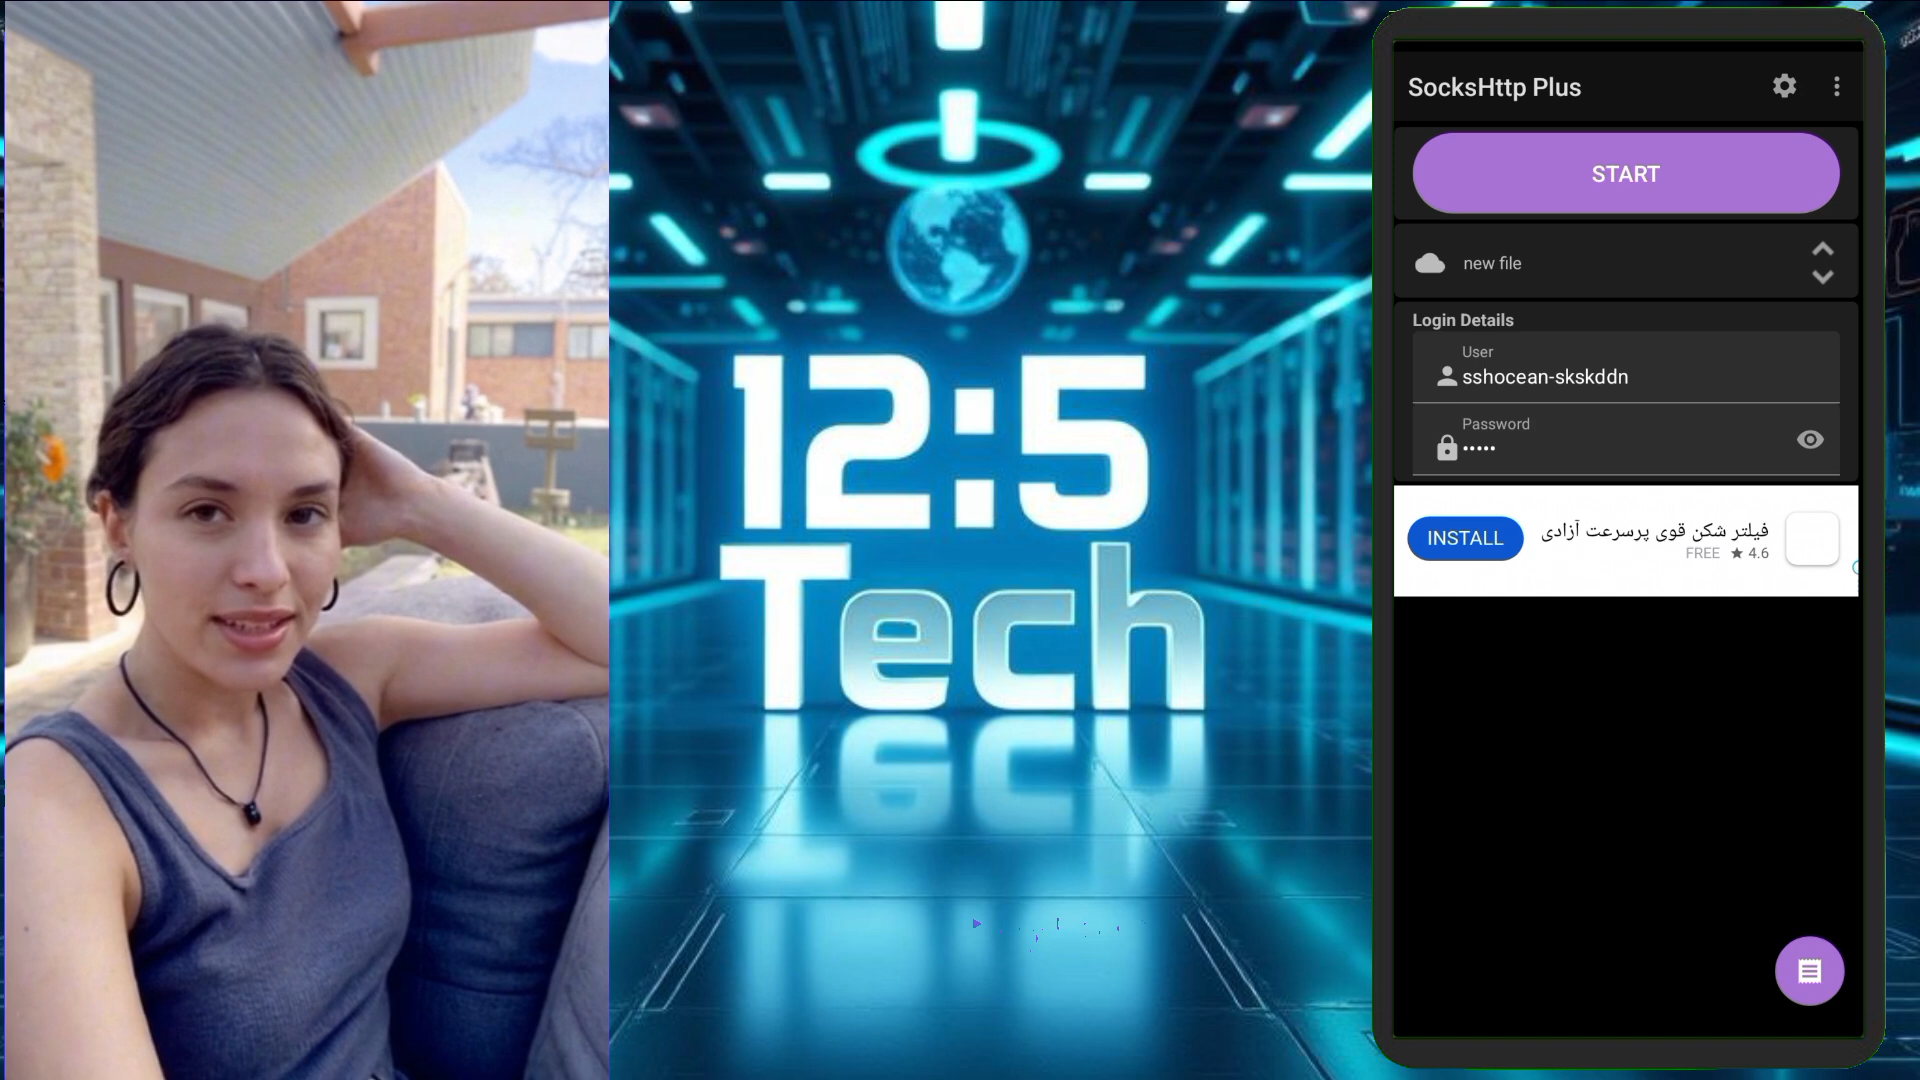 12:5
Tech
SocksHttp Plus
START
new file
Login Details
User
sshocean-skskddn
Password
•••••
INSTALL
فیلتر شکن قوی پرسرعت آزادی
FREE ★ 4.6